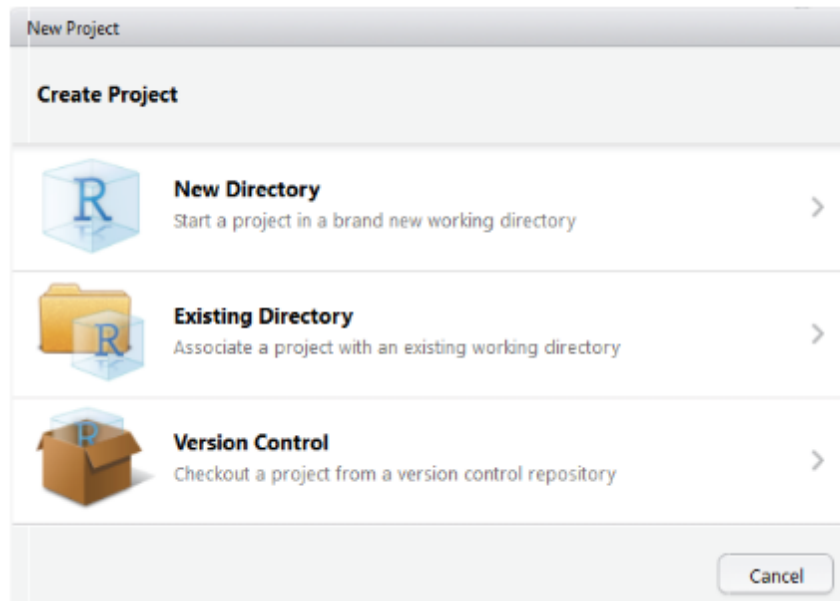 New Project
Create Project
R
New Directory
Start a project in a brand new working directory
R
Existing Directory
Associate a project with an existing working directory
R
Version Control
Checkout a project from a version control repository
Cancel